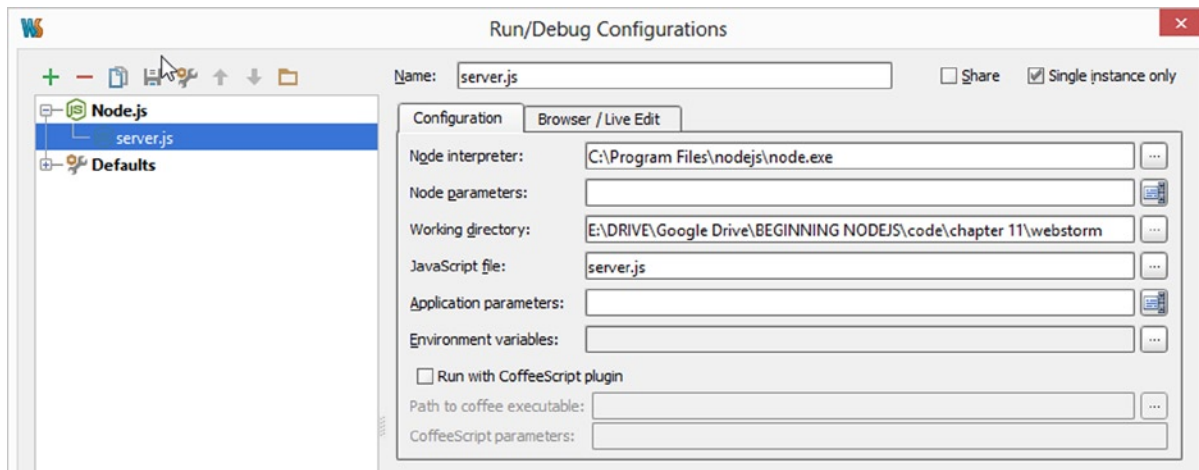 WS
Run/Debug Configurations
Name: server.js
Share
Single instance only
Node.js
server.js
Defaults
Configuration
Browser / Live Edit
Node interpreter: C:\Program Files\nodejs\node.exe
Node parameters:
Working directory: E:\DRIVE\Google Drive\BEGINNING NODEJS\code\chapter 11\webstorm
JavaScript file: server.js
Application parameters:
Environment variables:
Run with CoffeeScript plugin
Path to coffee executable:
CoffeeScript parameters: